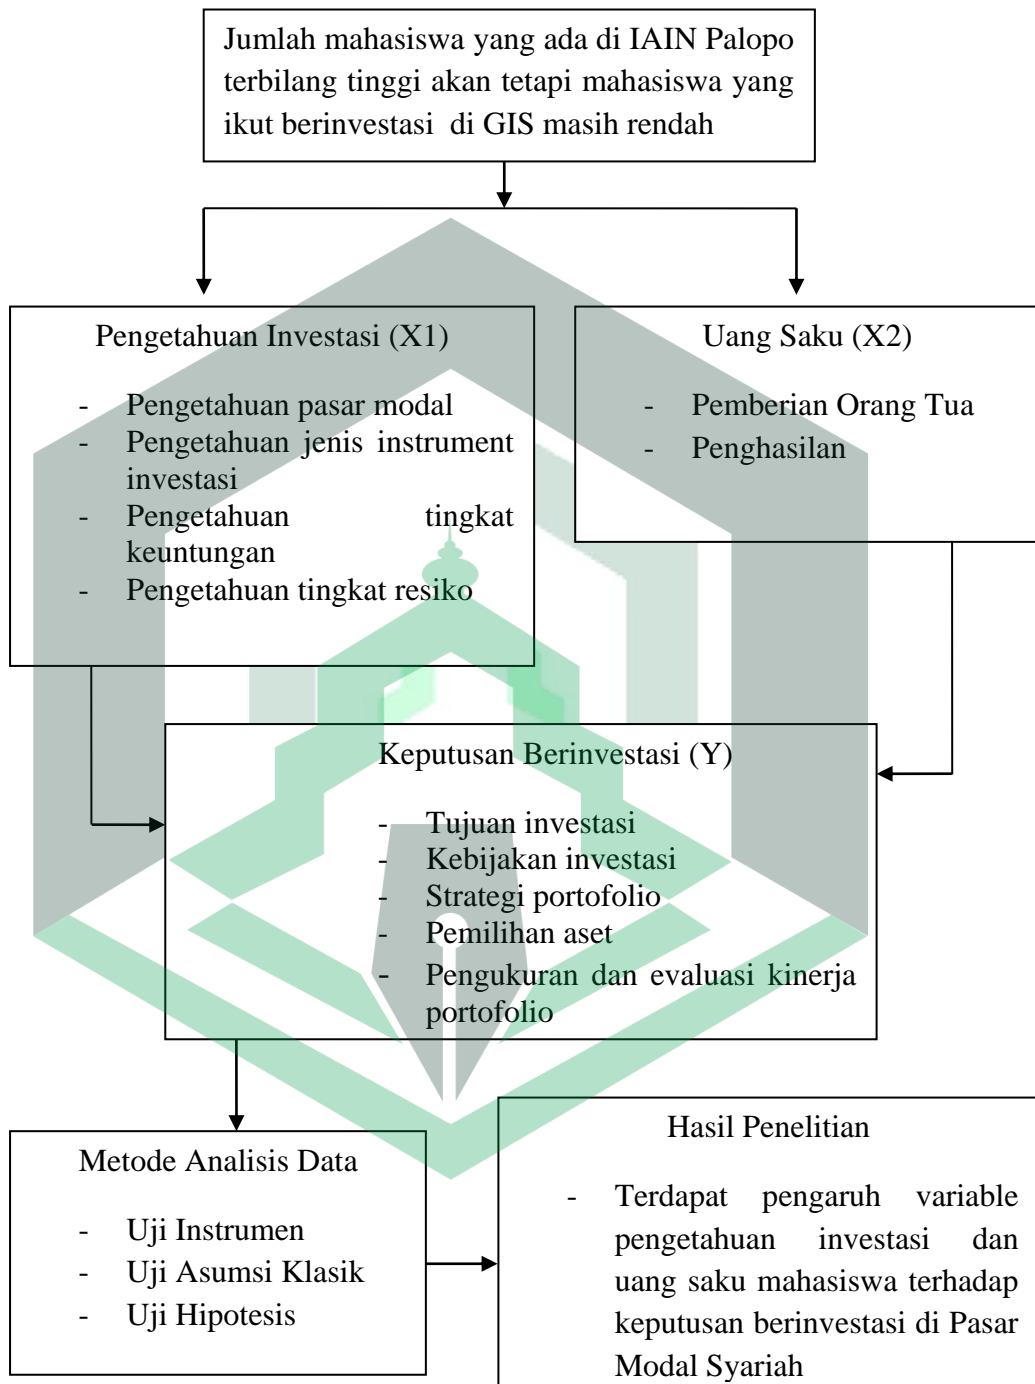 Jumlah mahasiswa yang ada di IAIN Palopo
terbilang tinggi akan tetapi mahasiswa yang
ikut berinvestasi di GIS masih rendah
Pengetahuan Investasi (X1)
- Pengetahuan pasar modal
- Pengetahuan jenis instrument
investasi
- Pengetahuan tingkat
keuntungan
- Pengetahuan tingkat resiko
Uang Saku (X2)
- Pemberian Orang Tua
- Penghasilan
Keputusan Berinvestasi (Y)
- Tujuan investasi
- Kebijakan investasi
- Strategi portofolio
- Pemilihan aset
- Pengukuran dan evaluasi kinerja
portofolio
Metode Analisis Data
- Uji Instrumen
- Uji Asumsi Klasik
- Uji Hipotesis
Hasil Penelitian
- Terdapat pengaruh variable
pengetahuan investasi dan
uang saku mahasiswa terhadap
keputusan berinvestasi di Pasar
Modal Syariah